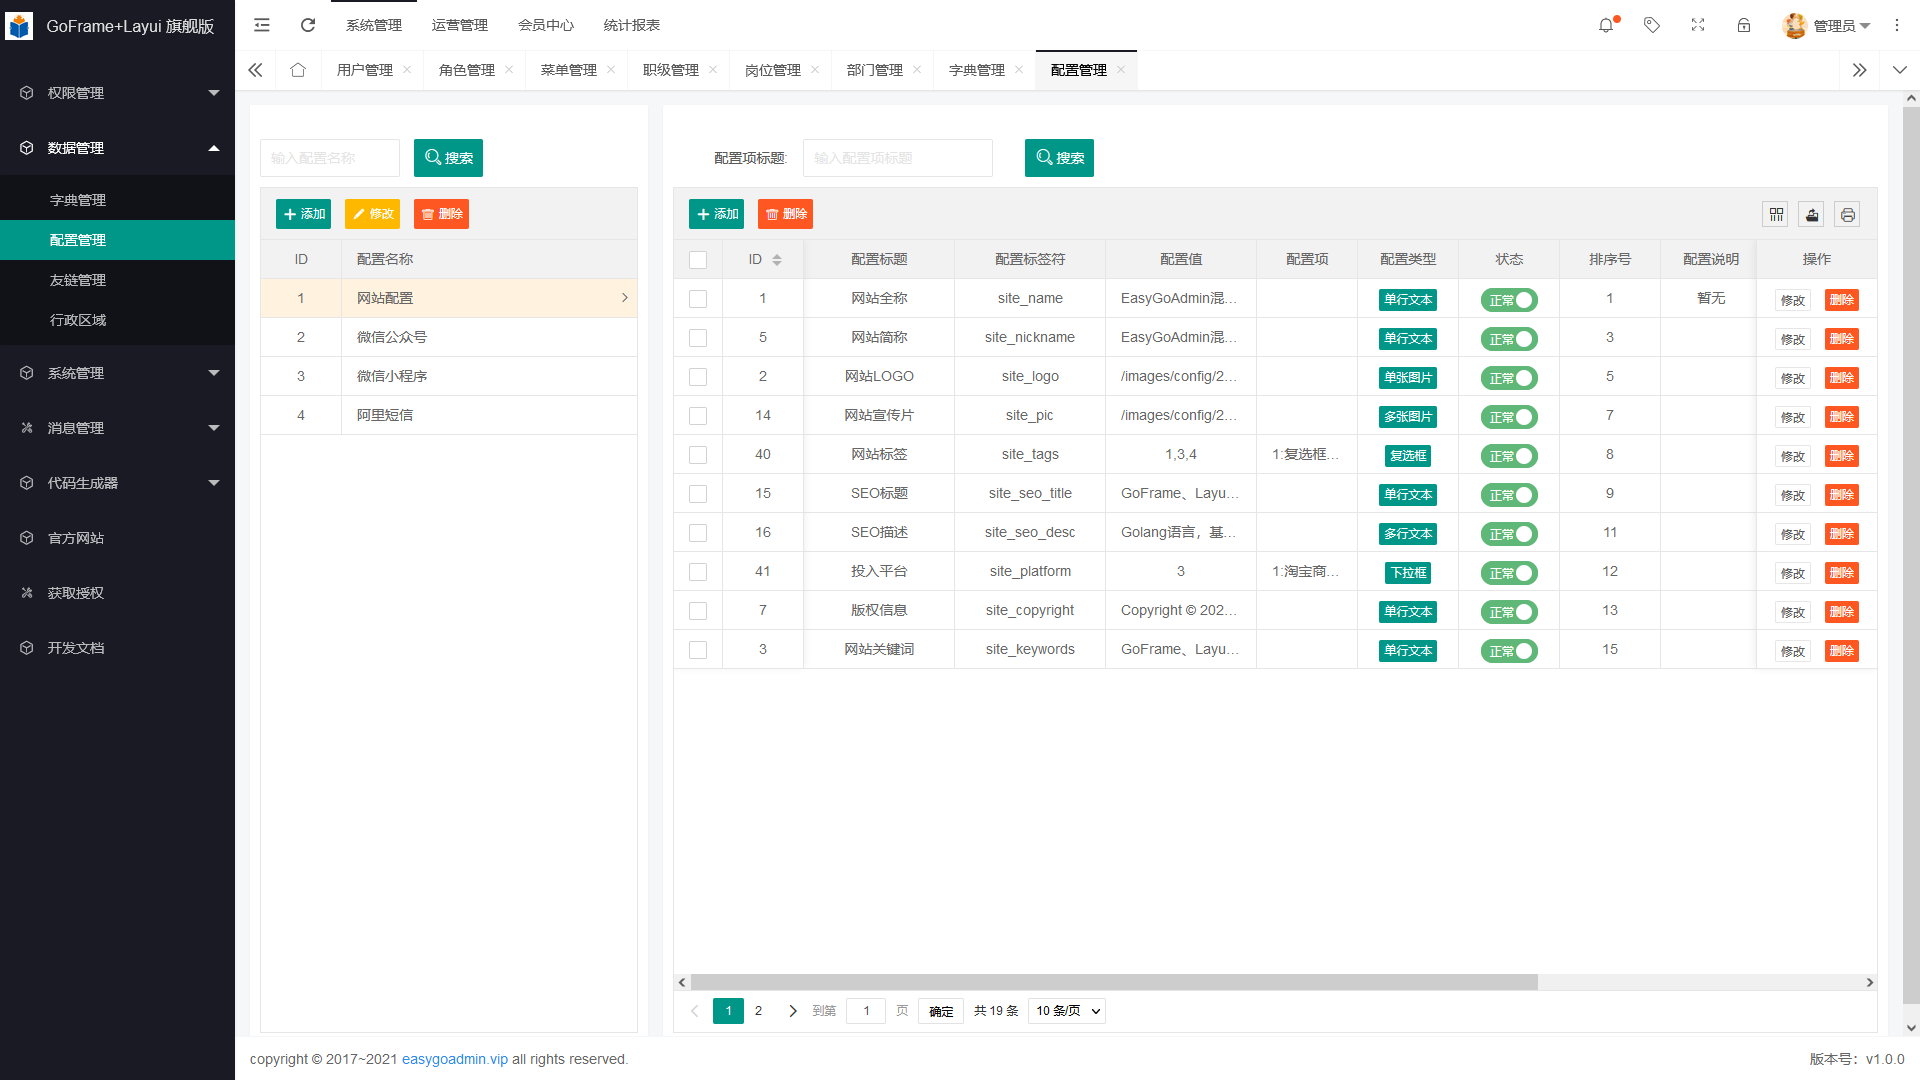 GoFrame+Layui 旗舰版
系统管理 运营管理 会员中心 统计报表
管理员
用户管理 角色管理 菜单管理 职级管理 岗位管理 部门管理 字典管理 配置管理
权限管理
数据管理
字典管理
配置管理
友链管理
行政区域
系统管理
消息管理
代码生成器
官方网站
获取授权
开发文档
输入配置名称 搜索
添加 修改 删除
ID 配置名称
1 网站配置
2 微信公众号
3 微信小程序
4 阿里短信
配置项标题: 输入配置项标题 搜索
添加 删除
ID 配置标题 配置标签符 配置值 配置项 配置类型 状态 排序号 配置说明 操作
1 网站全称 site_name EasyGoAdmin混... 单行文本 正常 1 暂无 修改 删除
5 网站简称 site_nickname EasyGoAdmin混... 单行文本 正常 3 修改 删除
2 网站LOGO site_logo /images/config/2... 单张图片 正常 5 修改 删除
14 网站宣传片 site_pic /images/config/2... 多张图片 正常 7 修改 删除
40 网站标签 site_tags 1,3,4 1:复选框... 复选框 正常 8 修改 删除
15 SEO标题 site_seo_title GoFrame、Layu... 单行文本 正常 9 修改 删除
16 SEO描述 site_seo_desc Golang语言，基... 多行文本 正常 11 修改 删除
41 投入平台 site_platform 3 1:淘宝商... 下拉框 正常 12 修改 删除
7 版权信息 site_copyright Copyright © 202... 单行文本 正常 13 修改 删除
3 网站关键词 site_keywords GoFrame、Layu... 单行文本 正常 15 修改 删除
1 2 到第 1 页 确定 共 19 条 10 条/页
copyright © 2017~2021 easygoadmin.vip all rights reserved.
版本号：v1.0.0